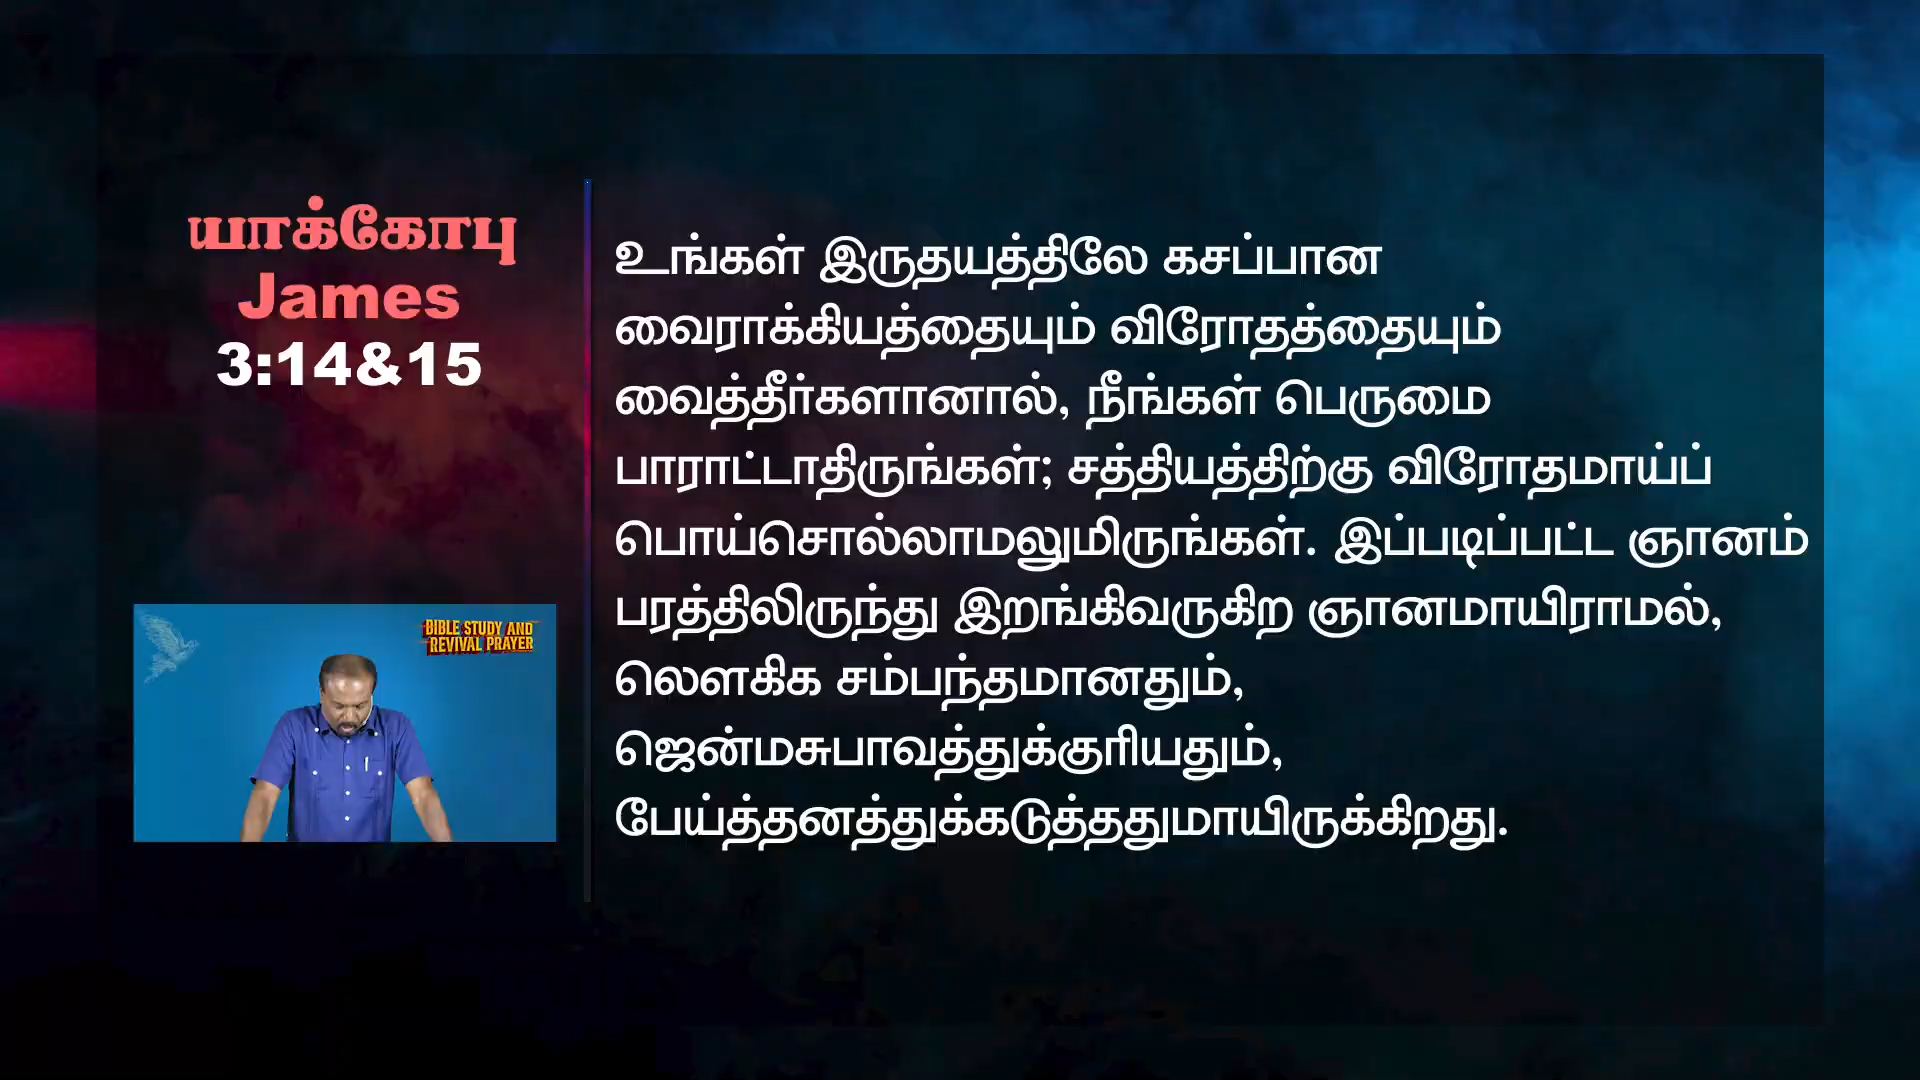 யாக்கோபு
James
3:14&15
உங்கள் இருதயத்திலே கசப்பான
வைராக்கியத்தையும் விரோதத்தையும்
வைத்தீர்களானால், நீங்கள் பெருமை
பாராட்டாதிருங்கள்; சத்தியத்திற்கு விரோதமாய்ப்
பொய்சொல்லாமலுமிருங்கள். இப்படிப்பட்ட ஞானம்
பரத்திலிருந்து இறங்கிவருகிற ஞானமாயிராமல்,
லௌகிக சம்பந்தமானதும்,
ஜென்மசுபாவத்துக்குரியதும்,
பேய்த்தனத்துக்கடுத்ததுமாயிருக்கிறது.
BIBLE STUDY AND
REVIVAL PRAYER